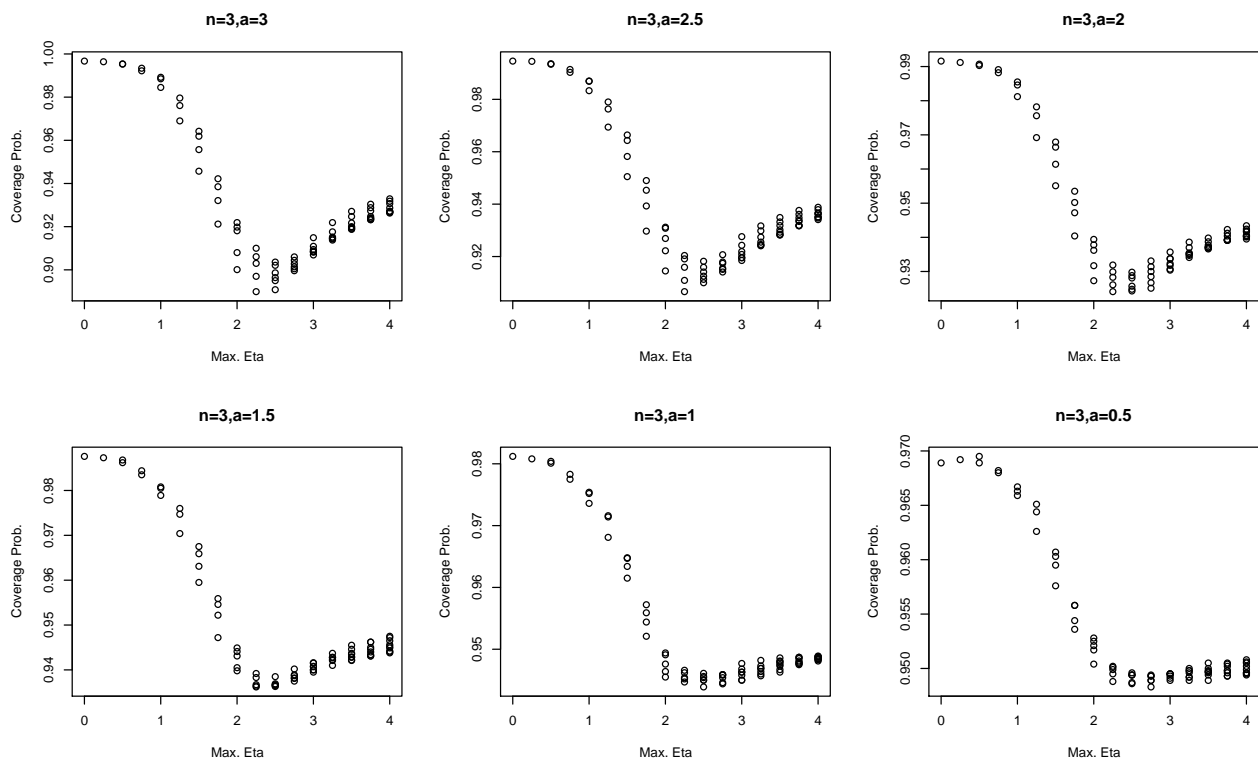 n=3,a=3
Coverage Prob.
1.00
0.98
0.96
0.94
0.92
0.90
0 1 2 3 4
Max. Eta
n=3,a=2.5
Coverage Prob.
0.98
0.96
0.94
0.92
0 1 2 3 4
Max. Eta
n=3,a=2
Coverage Prob.
0.99
0.97
0.95
0.93
0 1 2 3 4
Max. Eta
n=3,a=1.5
Coverage Prob.
0.98
0.97
0.96
0.95
0.94
0 1 2 3 4
Max. Eta
n=3,a=1
Coverage Prob.
0.98
0.97
0.96
0.95
0 1 2 3 4
Max. Eta
n=3,a=0.5
Coverage Prob.
0.970
0.965
0.960
0.955
0.950
0 1 2 3 4
Max. Eta